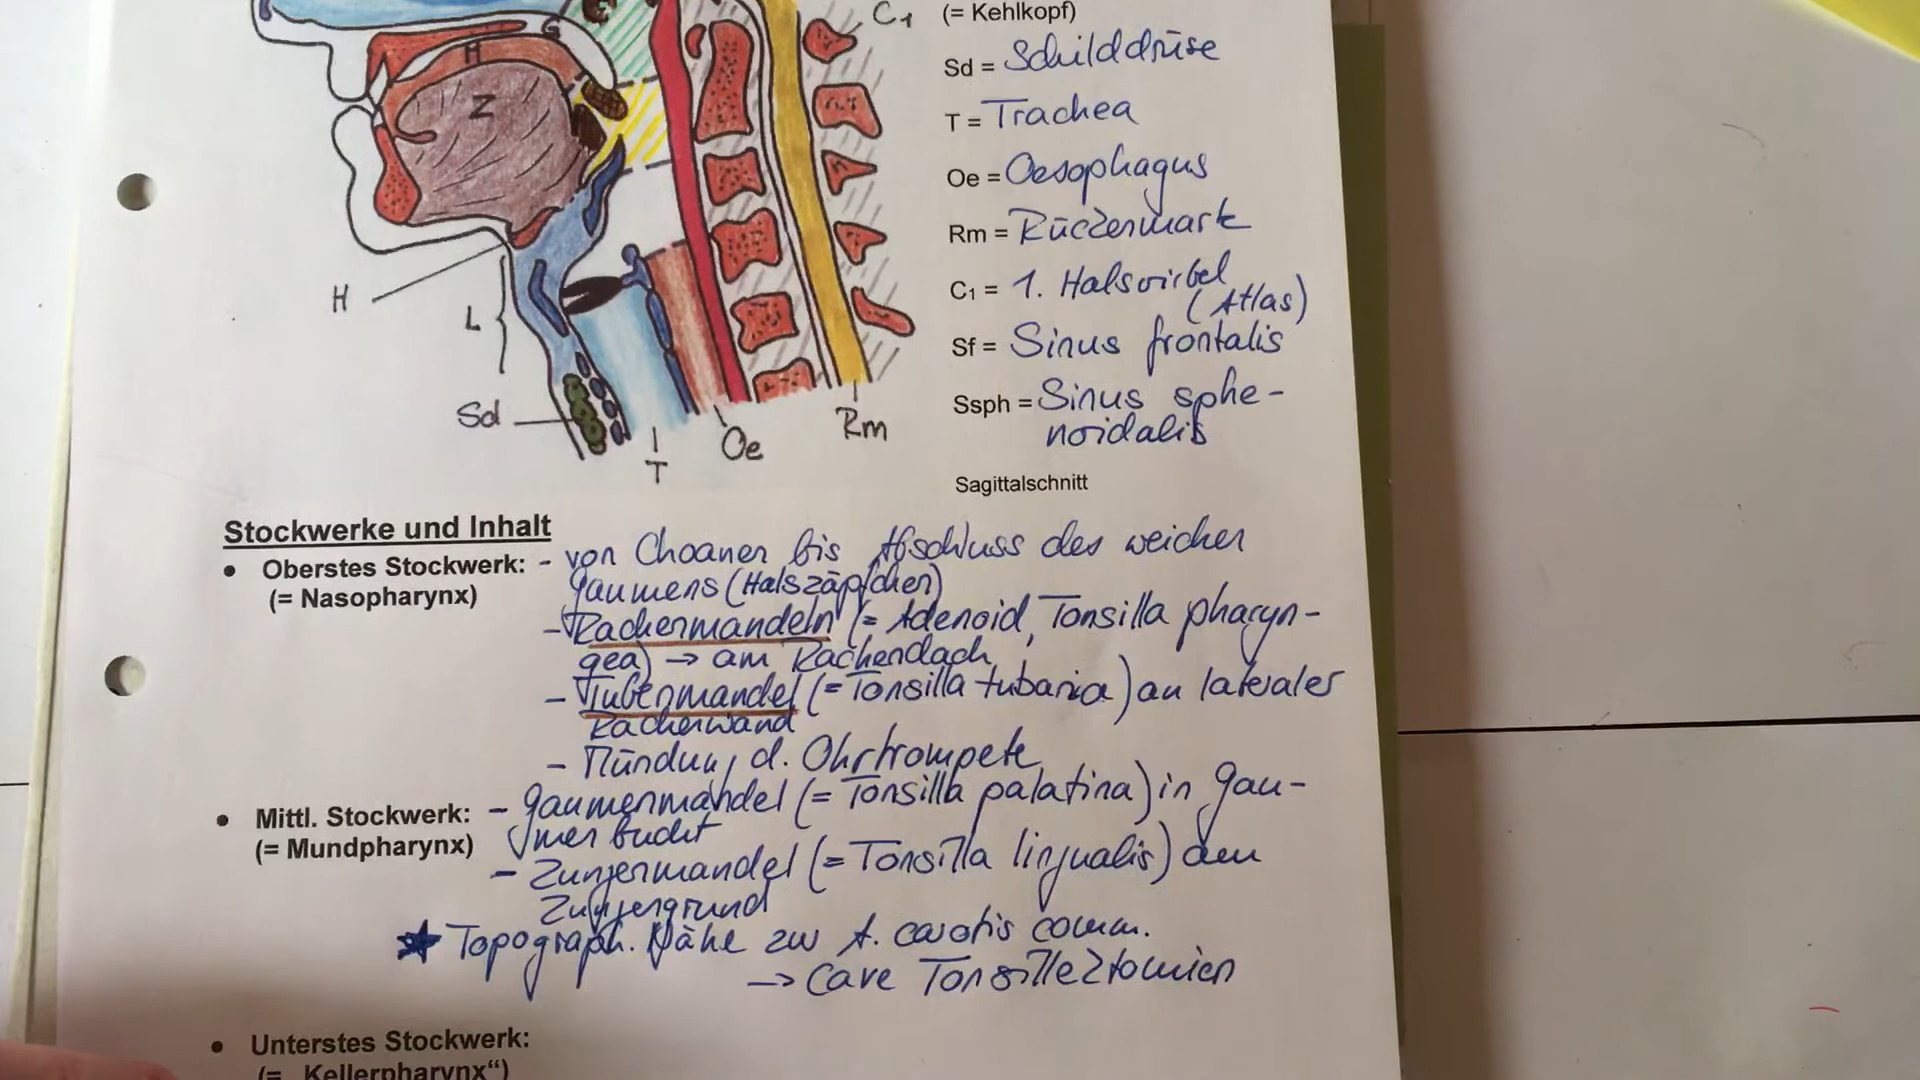 C1
(= Kehlkopf)
Sd = Schilddrüse
T = Trachea
Oe = Oesophagus
Rm = Rückenmark
C1 = 1. Halswirbel
(Atlas)
Sf = Sinus frontalis
Ssph = Sinus sphe-
noidalis
Sagittalschnitt
G
H
Z
H
L
Sd
T
Oe
Rm
Stockwerke und Inhalt
• Oberstes Stockwerk: - von Choanen bis Abschluss des weichen
(= Nasopharynx) Gaumens (Halszäpfchen)
- Rachenmandeln (= Adenoid, Tonsilla pharyn-
gea) → am Rachendach
- Tubenmandel (= Tonsilla tubaria) an lateraler
Rachenwand
- Mündung d. Ohrtrompete
• Mittl. Stockwerk: - Gaumenmandel (= Tonsilla palatina) in Gau-
(= Mundpharynx) menbucht
- Zungenmandel (= Tonsilla lingualis) am
Zungengrund
★ Topograph. Nähe zur A. carotis comm.
→ Cave Tonsillektomien
• Unterstes Stockwerk:
(= „Kellerpharynx“)